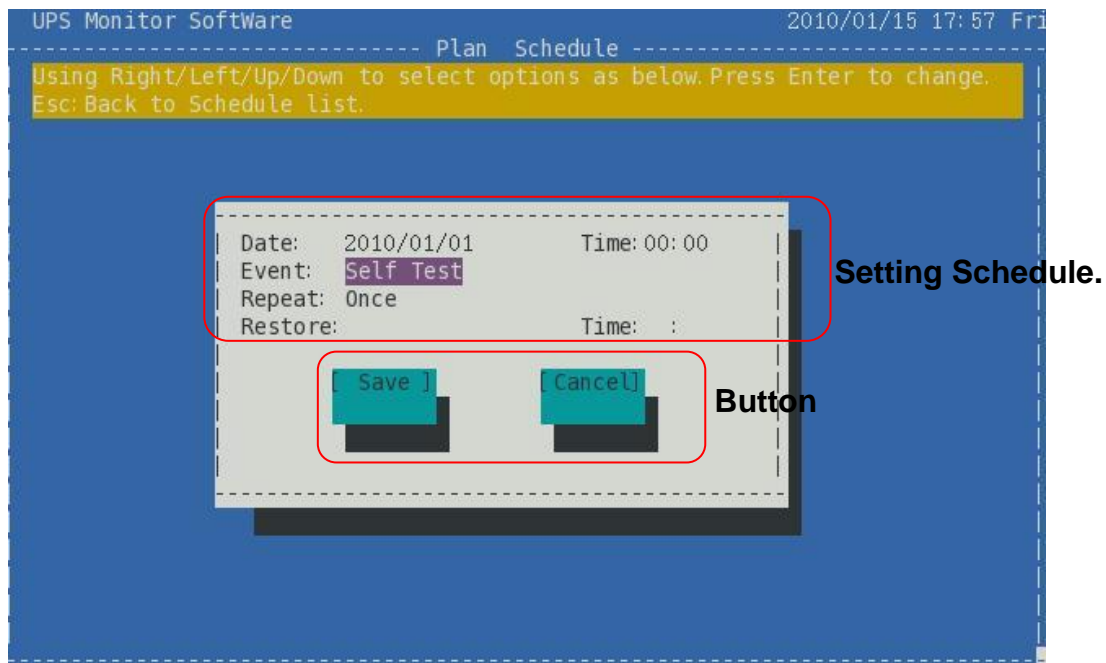 UPS Monitor SoftWare 2010/01/15 17:57 Fri
Plan Schedule
Using Right/Left/Up/Down to select options as below.Press Enter to change.
Esc:Back to Schedule list.
Date: 2010/01/01 Time:00:00
Event: Self Test
Repeat: Once
Restore: Time: :
Setting Schedule.
[ Save ] [Cancel]
Button